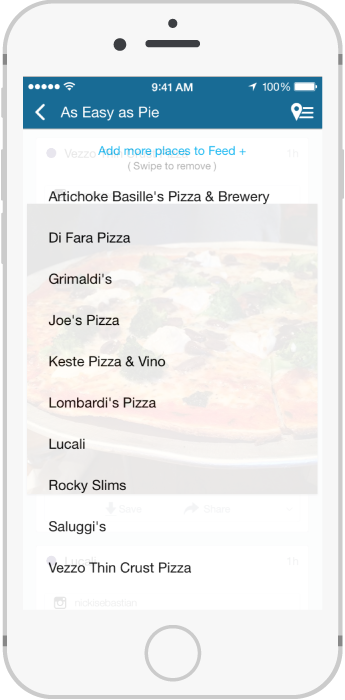 9:41 AM 100%
As Easy as Pie
Add more places to Feed +
( Swipe to remove )
Vezzo 1h
Artichoke Basille's Pizza & Brewery
Di Fara Pizza
Grimaldi's
Joe's Pizza
Keste Pizza & Vino
Lombardi's Pizza
Lucali
Rocky Slims
Save Share
Saluggi's
Lucali 1h
Vezzo Thin Crust Pizza
nickisebastian